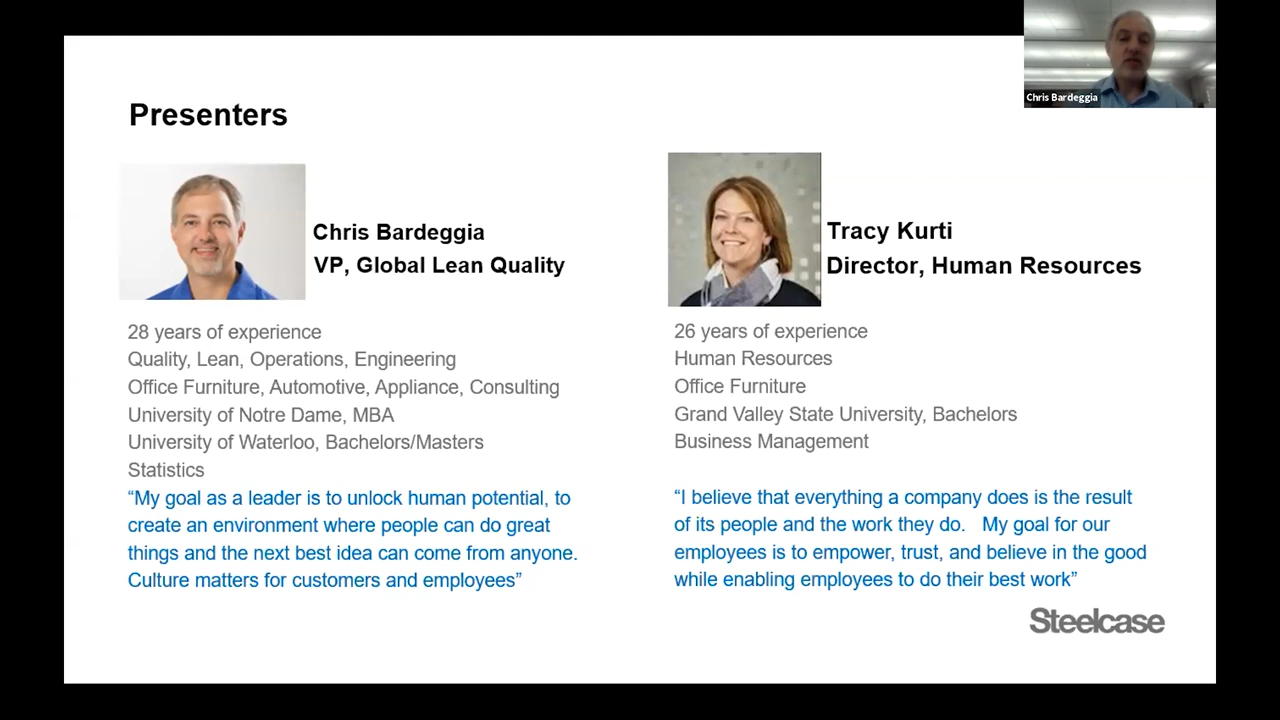 Chris Bardeggia
Presenters
Chris Bardeggia
VP, Global Lean Quality
28 years of experience
Quality, Lean, Operations, Engineering
Office Furniture, Automotive, Appliance, Consulting
University of Notre Dame, MBA
University of Waterloo, Bachelors/Masters
Statistics
“My goal as a leader is to unlock human potential, to
create an environment where people can do great
things and the next best idea can come from anyone.
Culture matters for customers and employees”
Tracy Kurti
Director, Human Resources
26 years of experience
Human Resources
Office Furniture
Grand Valley State University, Bachelors
Business Management
“I believe that everything a company does is the result
of its people and the work they do.   My goal for our
employees is to empower, trust, and believe in the good
while enabling employees to do their best work”
Steelcase